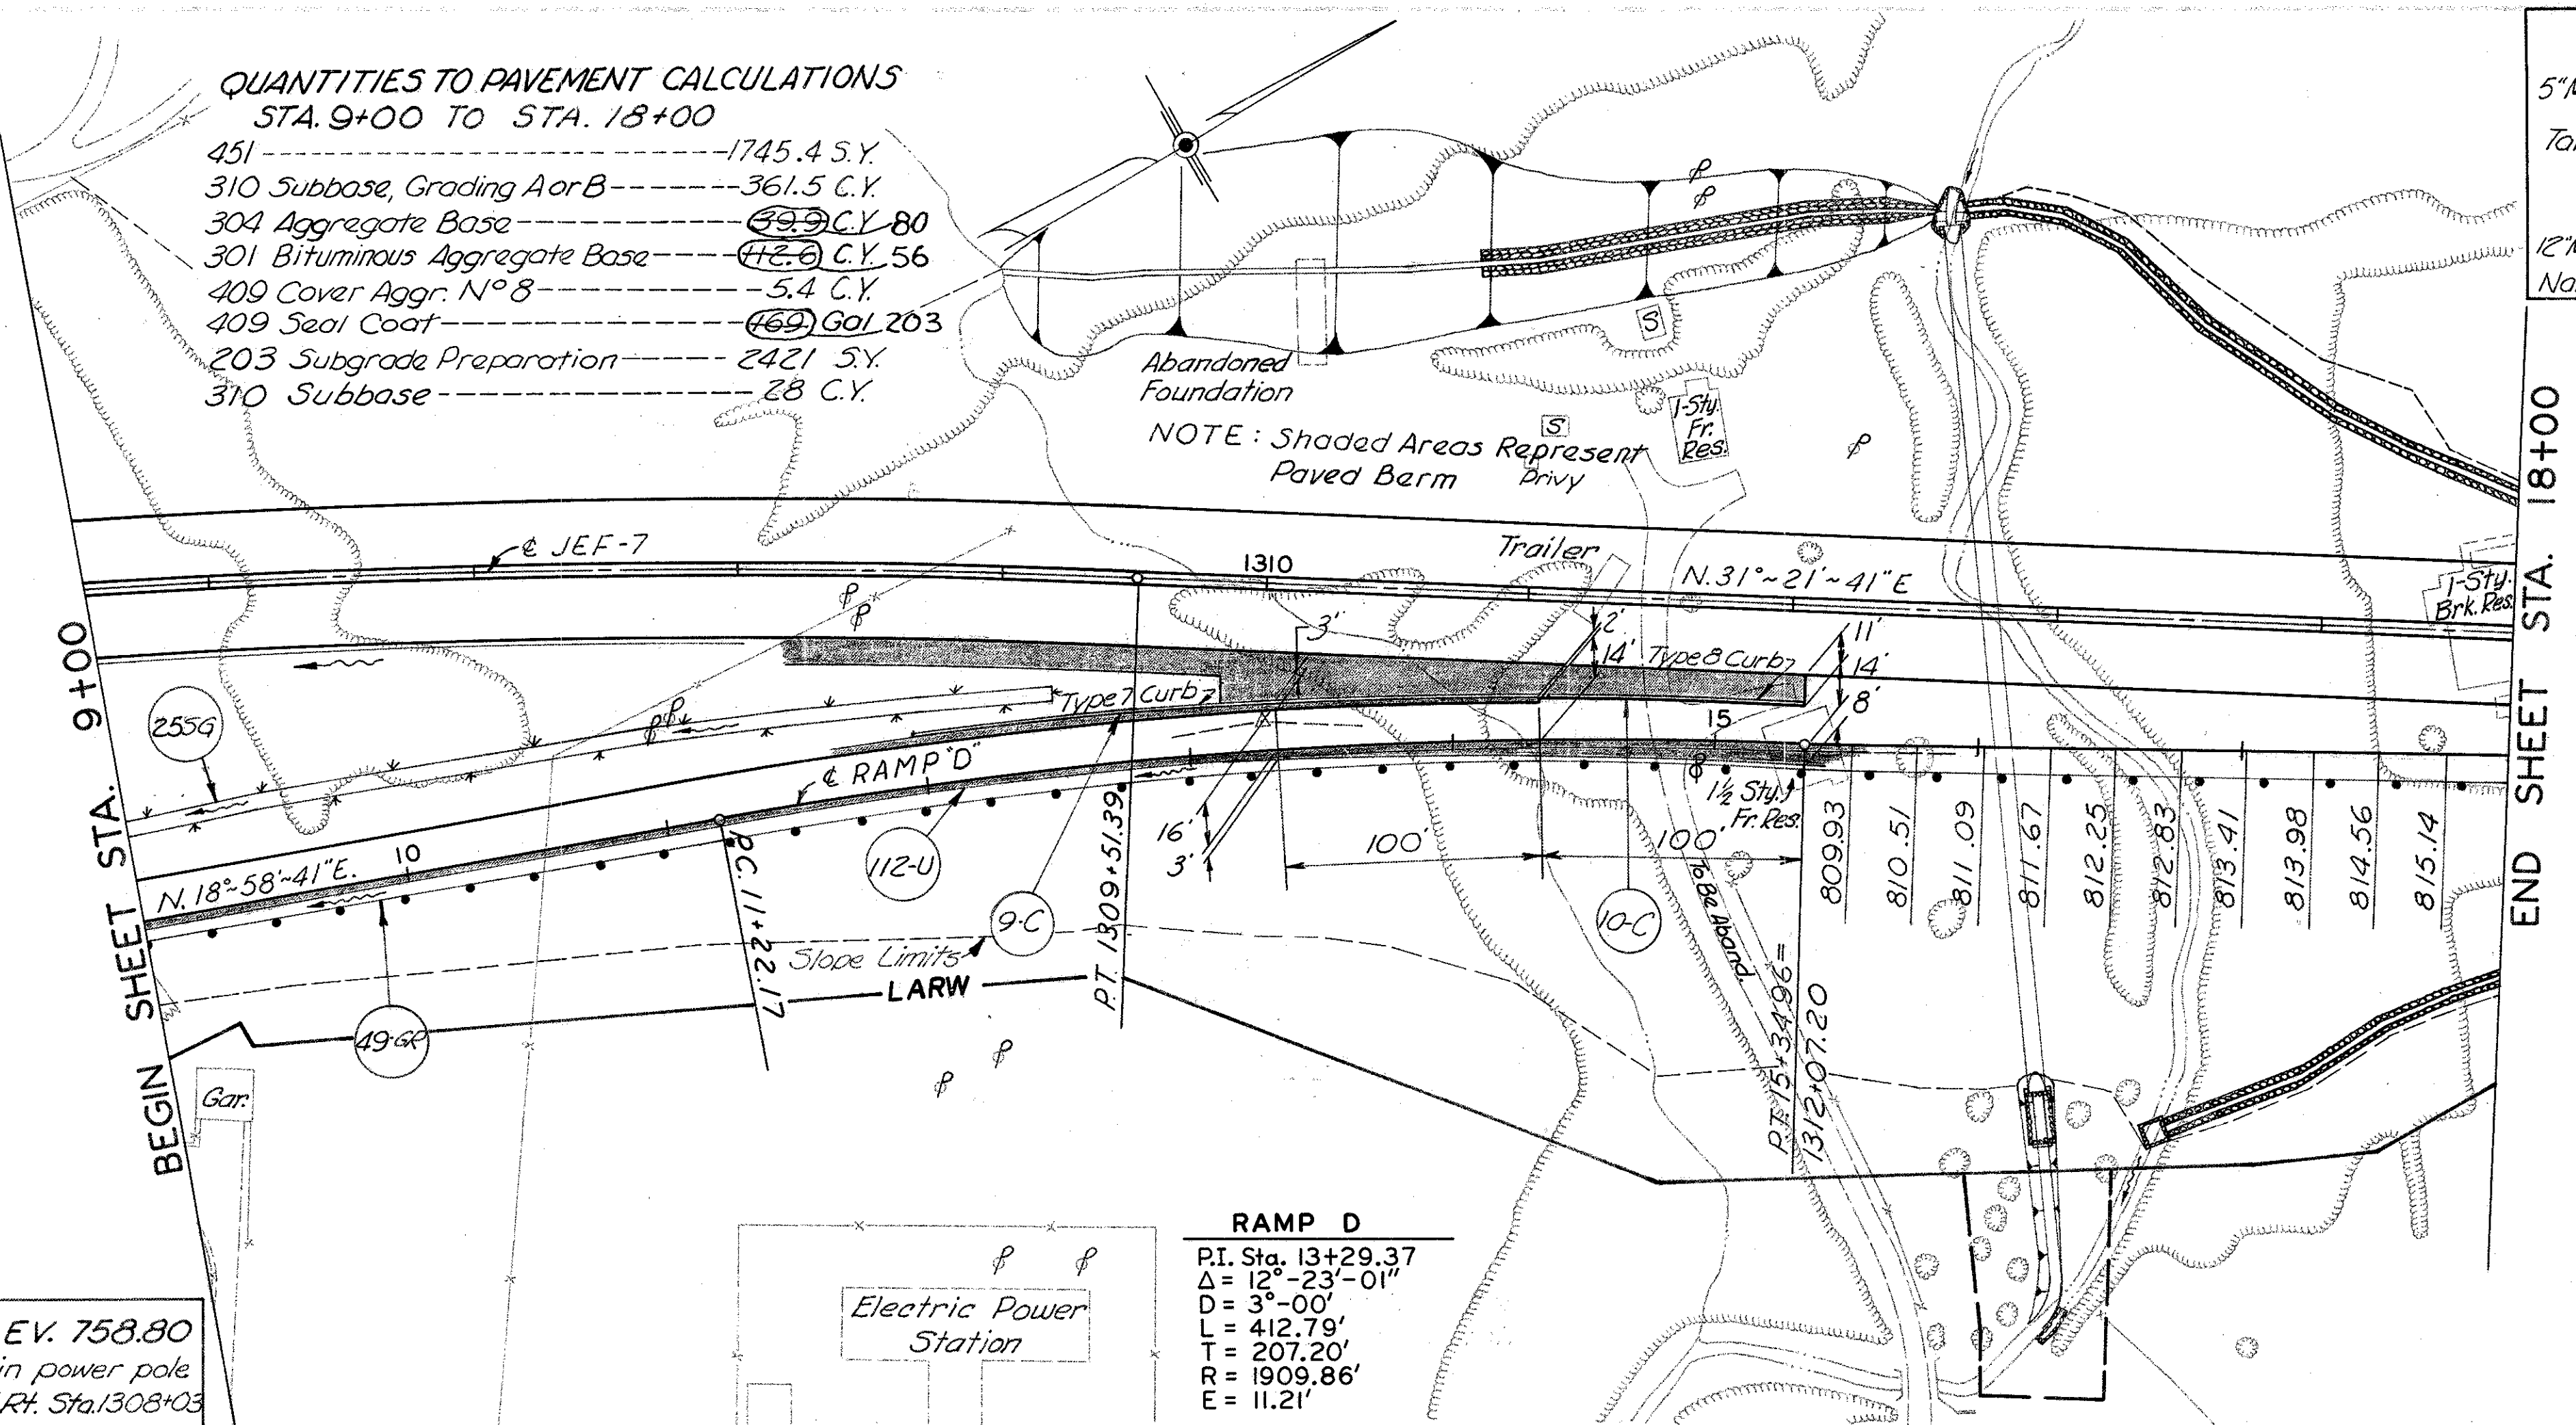 QUANTITIES TO PAVEMENT CALCULATIONS
STA. 9+00 TO STA. 18+00
451 ------------------------ 1745.4 S.Y.
310 Subbase, Grading A or B ------- 361.5 C.Y.
304 Aggregate Base ------------- 39.9 C.Y. 80
301 Bituminous Aggregate Base ---- 112.6 C.Y. 56
409 Cover Aggr. Nº 8 ----------- 5.4 C.Y.
409 Seal Coat ---------------- 169 Gal 203
203 Subgrade Preparation ----- 2421 S.Y.
310 Subbase --------------- 28 C.Y.
5"
12"
Abandoned
Foundation
S
S
1-Sty.
Fr.
Res.
NOTE: Shaded Areas Represent
Paved Berm
Privy
℄ JEF-7
1310
Trailer
N. 31°~21'~41" E
1-Sty.
Brk. Res.
3'
2'
14'
Type 8 Curb
11'
14'
8'
Type 7 Curb
15
255G
℄ RAMP "D"
1½ Sty.
Fr. Res.
10
N. 18°~58'~41" E.
16'
3'
100'
100'
112-U
9-C
10-C
49-GR
P.C. 11+22.17
P.T. 1309+51.39
Slope Limits
LARW
To Be Aband.
P.T. 15+34.96=
1312+07.20
809.93
810.51
811.09
811.67
812.25
812.83
813.41
813.98
814.56
815.14
BEGIN SHEET STA. 9+00
END SHEET STA. 18+00
Gar.
EV. 758.80
in power pole
Rt. Sta. 1308+03
Electric Power
Station
RAMP D
P.I. Sta. 13+29.37
Δ = 12°-23'-01"
D = 3°-00'
L = 412.79'
T = 207.20'
R = 1909.86'
E = 11.21'